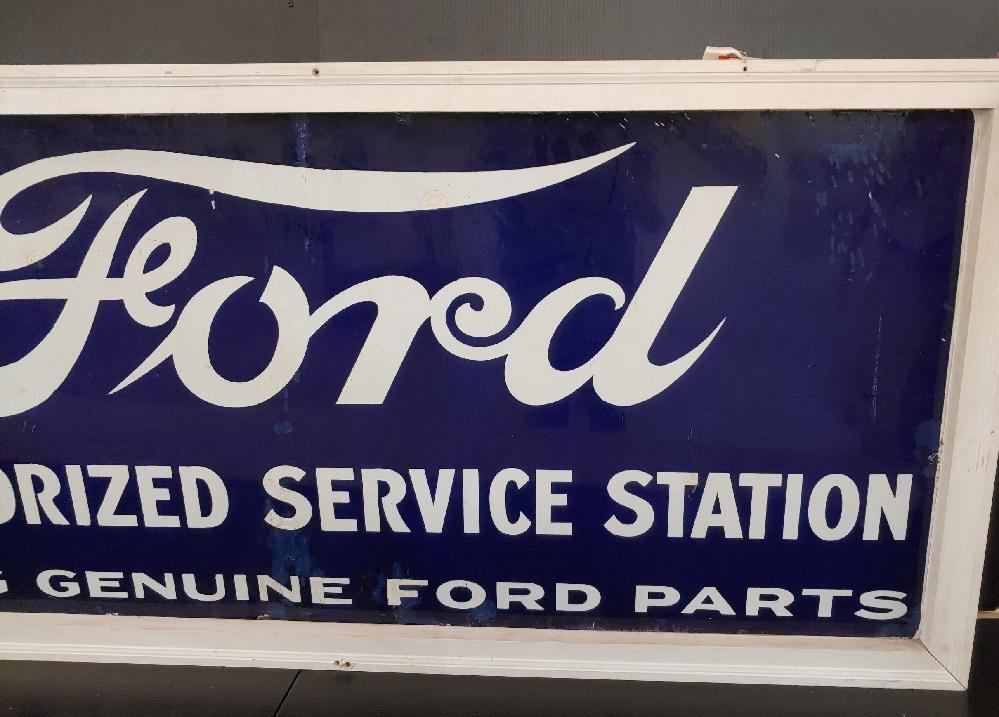 Ford
ORIZED SERVICE STATION
G GENUINE FORD PARTS